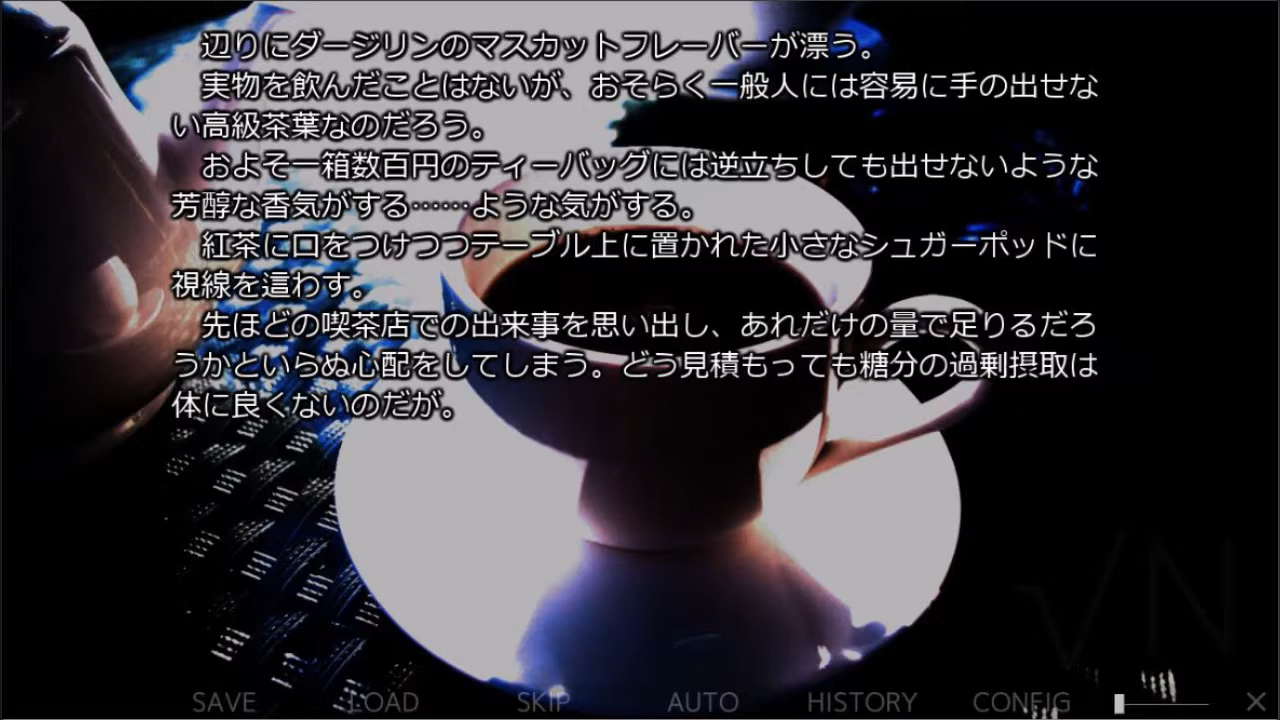 辺りにダージリンのマスカットフレーバーが漂う。
実物を飲んだことはないが、おそらく一般人には容易に手の出せな
い高級茶葉なのだろう。
およそ一箱数百円のティーバッグには逆立ちしても出せないような
芳醇な香気がする……ような気がする。
紅茶に口をつけつつテーブル上に置かれた小さなシュガーポッドに
視線を這わす。
先ほどの喫茶店での出来事を思い出し、あれだけの量で足りるだろ
うかといらぬ心配をしてしまう。どう見積もっても糖分の過剰摂取は
体に良くないのだが。
VN
SAVE LOAD SKIP AUTO HISTORY CONFIG ×